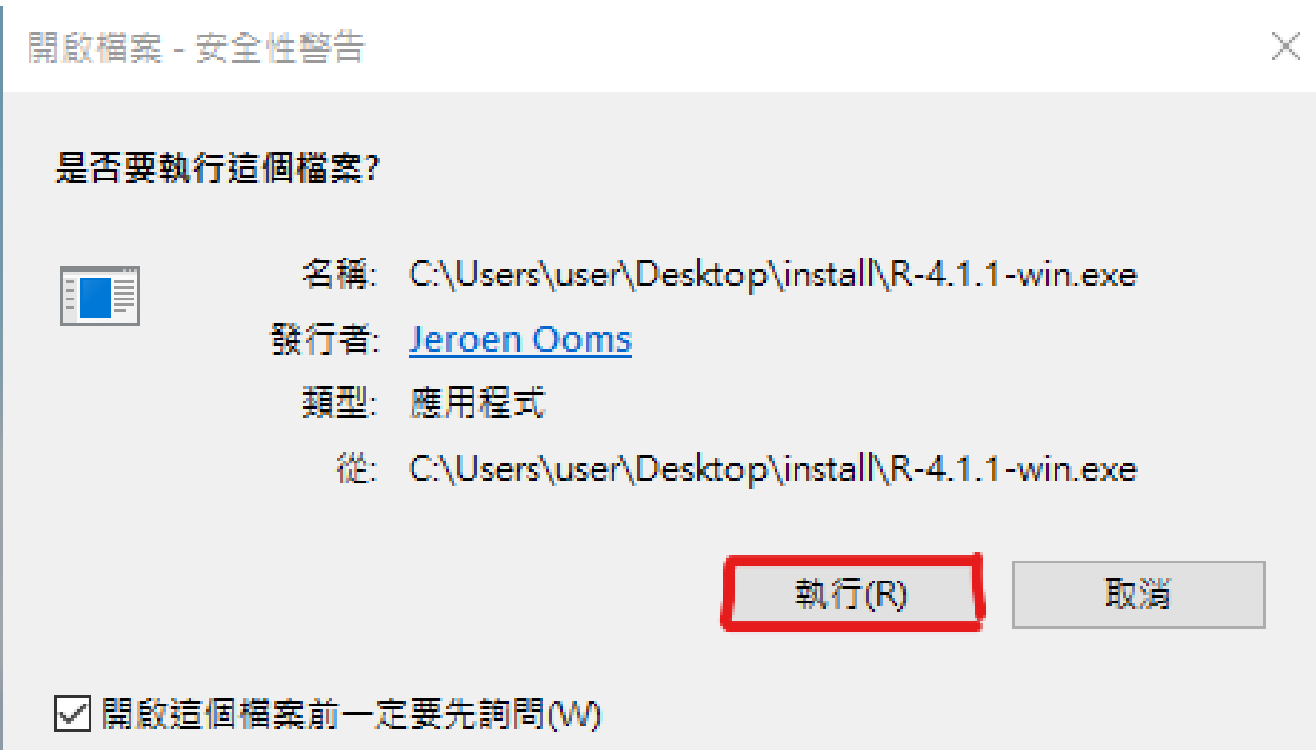 開啟檔案 - 安全性警告
是否要執行這個檔案?
名稱: C:\Users\user\Desktop\install\R-4.1.1-win.exe
發行者: Jeroen Ooms
類型: 應用程式
從: C:\Users\user\Desktop\install\R-4.1.1-win.exe
執行(R) 取消
開啟這個檔案前一定要先詢問(W)